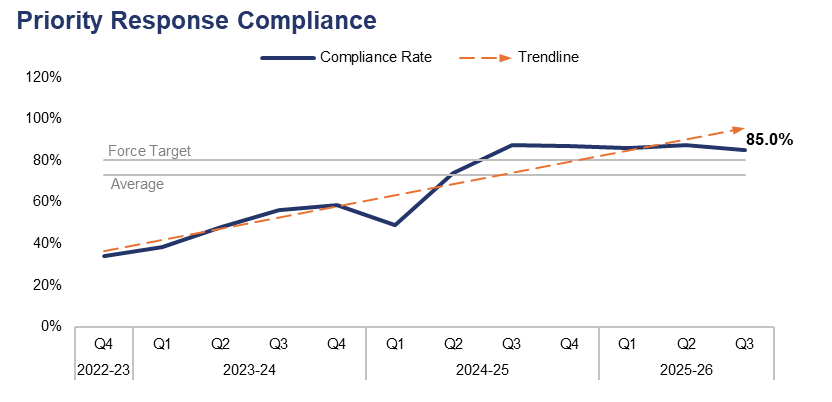 Priority Response Compliance
Compliance Rate Trendline
120%
100%
85.0%
Force Target
80%
Average
60%
40%
20%
0%
Q4 Q1 Q2 Q3 Q4 Q1 Q2 Q3 Q4 Q1 Q2 Q3
2022-23 2023-24 2024-25 2025-26